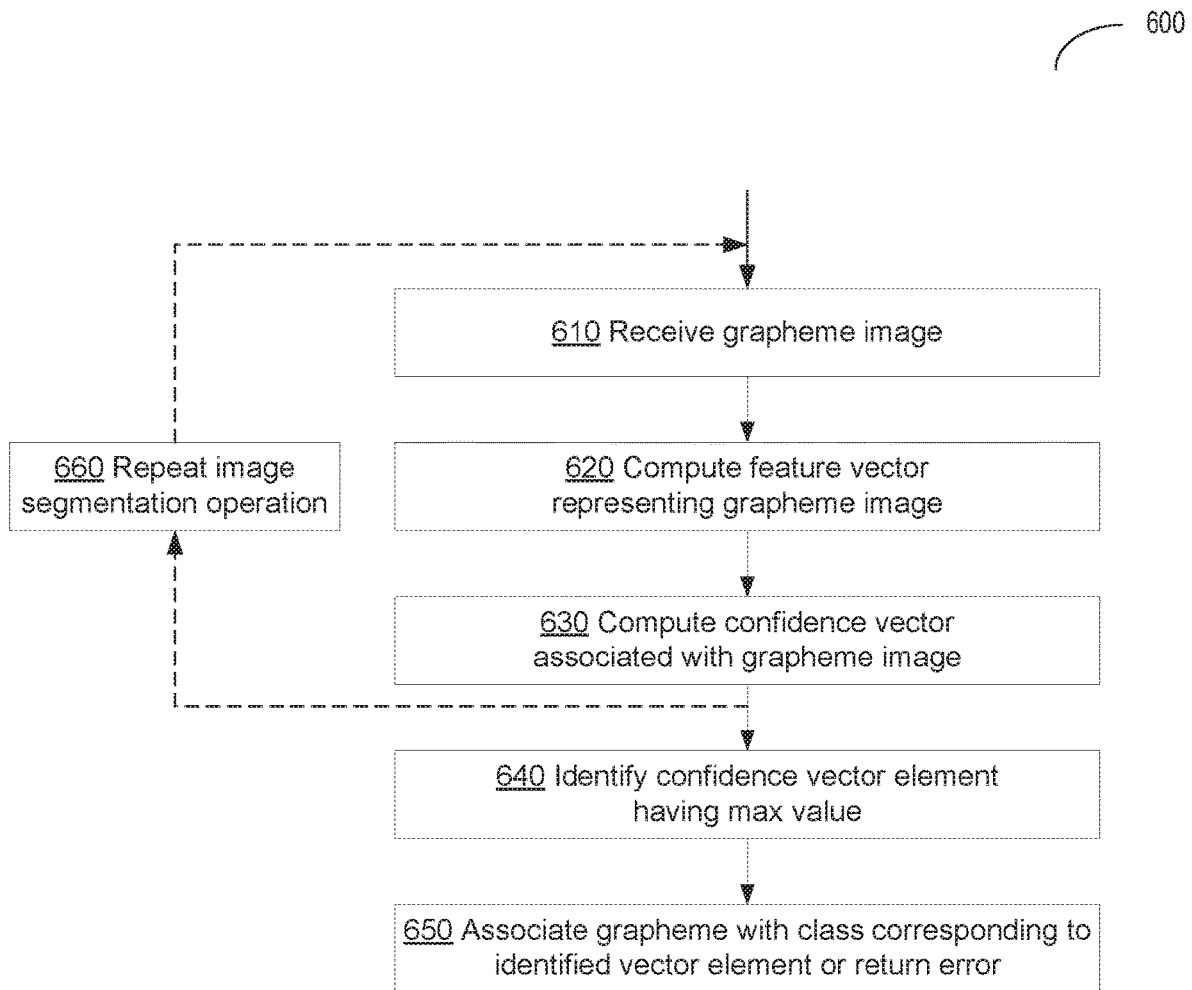 600
610 Receive grapheme image
660 Repeat image
segmentation operation
620 Compute feature vector
representing grapheme image
630 Compute confidence vector
associated with grapheme image
640 Identify confidence vector element
having max value
650 Associate grapheme with class corresponding to
identified vector element or return error